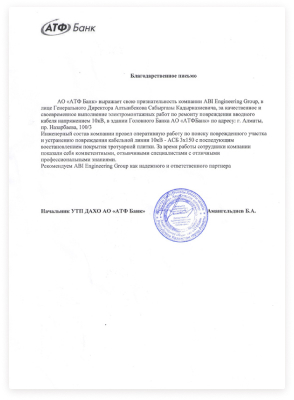 АТФ Банк
Благодарственное письмо
АО «АТФ Банк» выражает свою признательность компании ABI Engineering Group, в
лице Генерального Директора Алтынбекова Сабыргали Кадыргалиевича, за качественное и
своевременное выполнение электромонтажных работ по ремонту повреждения вводного
кабеля напряжением 10кВ, в здании Головного Банка АО «АТФБанк» по адресу: г. Алматы,
пр. Назарбаева, 100/3
Инженерный состав компании провел оперативную работу по поиску поврежденного участка
и устранению повреждения кабельной линии 10кВ - АСБ 3х150 с последующим
восстановлением покрытия тротуарной плитки. За время работы сотрудники компании
показали себя компетентными, отзывчивыми специалистами с отличными
профессиональными знаниями.
Рекомендуем ABI Engineering Group как надежного и ответственного партнера
Начальник УТП ДАХО АО «АТФ Банк» Амангельдиев Б.А.